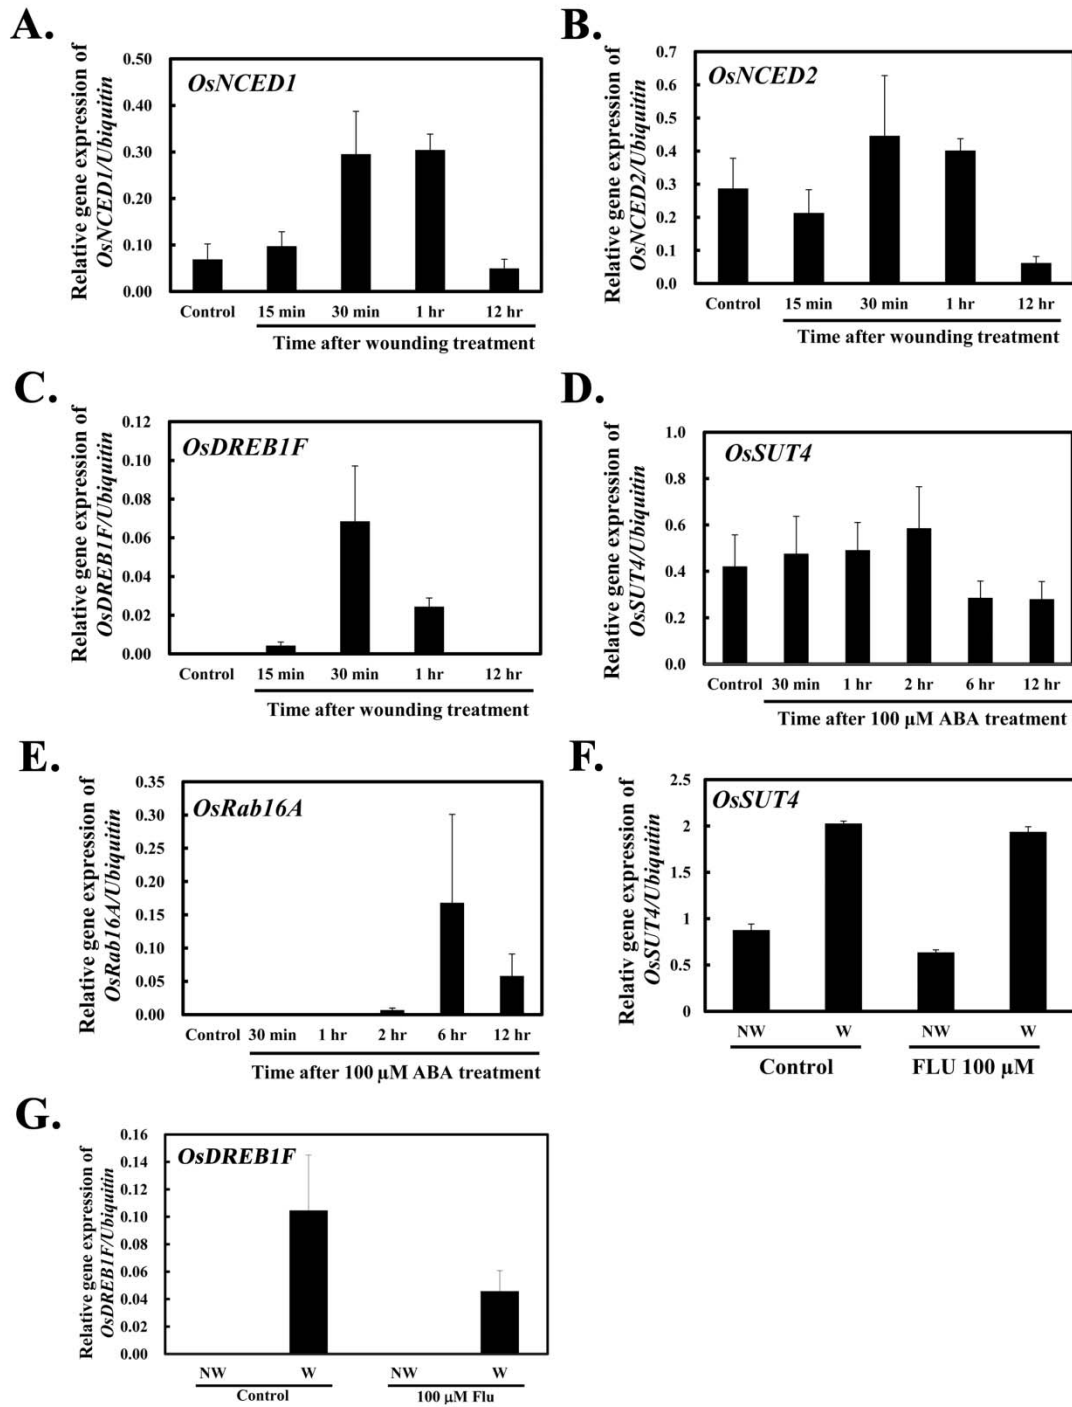 A.
Relative gene expression of
OsNCED1/Ubiquitin
0.50
0.40
0.30
0.20
0.10
0.00
OsNCED1
Control 15 min 30 min 1 hr 12 hr
Time after wounding treatment
B.
Relative gene expression of
OsNCED2/Ubiquitin
0.7
0.6
0.5
0.4
0.3
0.2
0.1
0.0
OsNCED2
Control 15 min 30 min 1 hr 12 hr
Time after wounding treatment
C.
Relative gene expression of
OsDREB1F/Ubiquitin
0.12
0.10
0.08
0.06
0.04
0.02
0.00
OsDREB1F
Control 15 min 30 min 1 hr 12 hr
Time after wounding treatment
D.
Relative gene expression of
OsSUT4/Ubiquitin
1.0
0.8
0.6
0.4
0.2
0.0
OsSUT4
Control 30 min 1 hr 2 hr 6 hr 12 hr
Time after 100 µM ABA treatment
E.
Relative gene expression of
OsRab16A/Ubiquitin
0.35
0.30
0.25
0.20
0.15
0.10
0.05
0.00
OsRab16A
Control 30 min 1 hr 2 hr 6 hr 12 hr
Time after 100 µM ABA treatment
F.
Relativ gene expression of
OsSUT4/Ubiquitin
2.5
2
1.5
1
0.5
0
OsSUT4
NW W NW W
Control FLU 100 µM
G.
Relative gene expression of
OsDREB1F/Ubiquitin
0.16
0.14
0.12
0.10
0.08
0.06
0.04
0.02
0.00
OsDREB1F
NW W NW W
Control 100 µM Flu